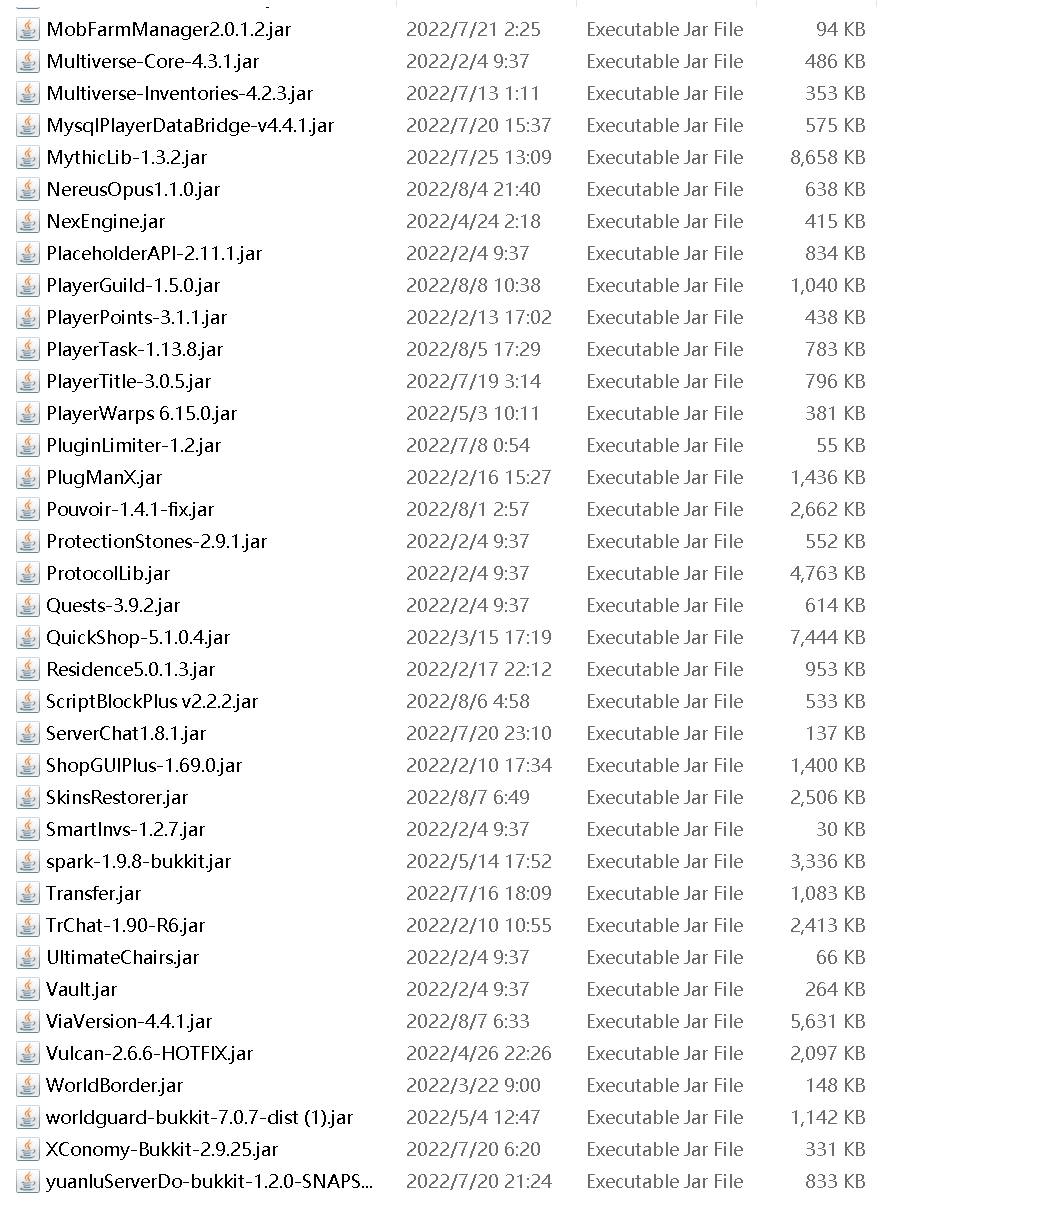 MobFarmManager2.0.1.2.jar 2022/7/21 2:25 Executable Jar File 94 KB
Multiverse-Core-4.3.1.jar 2022/2/4 9:37 Executable Jar File 486 KB
Multiverse-Inventories-4.2.3.jar 2022/7/13 1:11 Executable Jar File 353 KB
MysqlPlayerDataBridge-v4.4.1.jar 2022/7/20 15:37 Executable Jar File 575 KB
MythicLib-1.3.2.jar 2022/7/25 13:09 Executable Jar File 8,658 KB
NereusOpus1.1.0.jar 2022/8/4 21:40 Executable Jar File 638 KB
NexEngine.jar 2022/4/24 2:18 Executable Jar File 415 KB
PlaceholderAPI-2.11.1.jar 2022/2/4 9:37 Executable Jar File 834 KB
PlayerGuild-1.5.0.jar 2022/8/8 10:38 Executable Jar File 1,040 KB
PlayerPoints-3.1.1.jar 2022/2/13 17:02 Executable Jar File 438 KB
PlayerTask-1.13.8.jar 2022/8/5 17:29 Executable Jar File 783 KB
PlayerTitle-3.0.5.jar 2022/7/19 3:14 Executable Jar File 796 KB
PlayerWarps 6.15.0.jar 2022/5/3 10:11 Executable Jar File 381 KB
PluginLimiter-1.2.jar 2022/7/8 0:54 Executable Jar File 55 KB
PlugManX.jar 2022/2/16 15:27 Executable Jar File 1,436 KB
Pouvoir-1.4.1-fix.jar 2022/8/1 2:57 Executable Jar File 2,662 KB
ProtectionStones-2.9.1.jar 2022/2/4 9:37 Executable Jar File 552 KB
ProtocolLib.jar 2022/2/4 9:37 Executable Jar File 4,763 KB
Quests-3.9.2.jar 2022/2/4 9:37 Executable Jar File 614 KB
QuickShop-5.1.0.4.jar 2022/3/15 17:19 Executable Jar File 7,444 KB
Residence5.0.1.3.jar 2022/2/17 22:12 Executable Jar File 953 KB
ScriptBlockPlus v2.2.2.jar 2022/8/6 4:58 Executable Jar File 533 KB
ServerChat1.8.1.jar 2022/7/20 23:10 Executable Jar File 137 KB
ShopGUIPlus-1.69.0.jar 2022/2/10 17:34 Executable Jar File 1,400 KB
SkinsRestorer.jar 2022/8/7 6:49 Executable Jar File 2,506 KB
SmartInvs-1.2.7.jar 2022/2/4 9:37 Executable Jar File 30 KB
spark-1.9.8-bukkit.jar 2022/5/14 17:52 Executable Jar File 3,336 KB
Transfer.jar 2022/7/16 18:09 Executable Jar File 1,083 KB
TrChat-1.90-R6.jar 2022/2/10 10:55 Executable Jar File 2,413 KB
UltimateChairs.jar 2022/2/4 9:37 Executable Jar File 66 KB
Vault.jar 2022/2/4 9:37 Executable Jar File 264 KB
ViaVersion-4.4.1.jar 2022/8/7 6:33 Executable Jar File 5,631 KB
Vulcan-2.6.6-HOTFIX.jar 2022/4/26 22:26 Executable Jar File 2,097 KB
WorldBorder.jar 2022/3/22 9:00 Executable Jar File 148 KB
worldguard-bukkit-7.0.7-dist (1).jar 2022/5/4 12:47 Executable Jar File 1,142 KB
XConomy-Bukkit-2.9.25.jar 2022/7/20 6:20 Executable Jar File 331 KB
yuanluServerDo-bukkit-1.2.0-SNAPS... 2022/7/20 21:24 Executable Jar File 833 KB